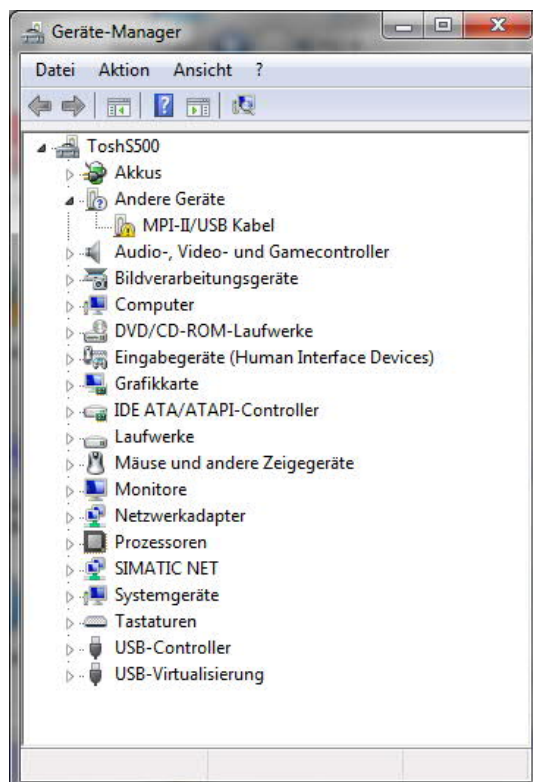 Geräte-Manager
Datei Aktion Ansicht ?
ToshS500
Akkus
Andere Geräte
MPI-II/USB Kabel
Audio-, Video- und Gamecontroller
Bildverarbeitungsgeräte
Computer
DVD/CD-ROM-Laufwerke
Eingabegeräte (Human Interface Devices)
Grafikkarte
IDE ATA/ATAPI-Controller
Laufwerke
Mäuse und andere Zeigegeräte
Monitore
Netzwerkadapter
Prozessoren
SIMATIC NET
Systemgeräte
Tastaturen
USB-Controller
USB-Virtualisierung